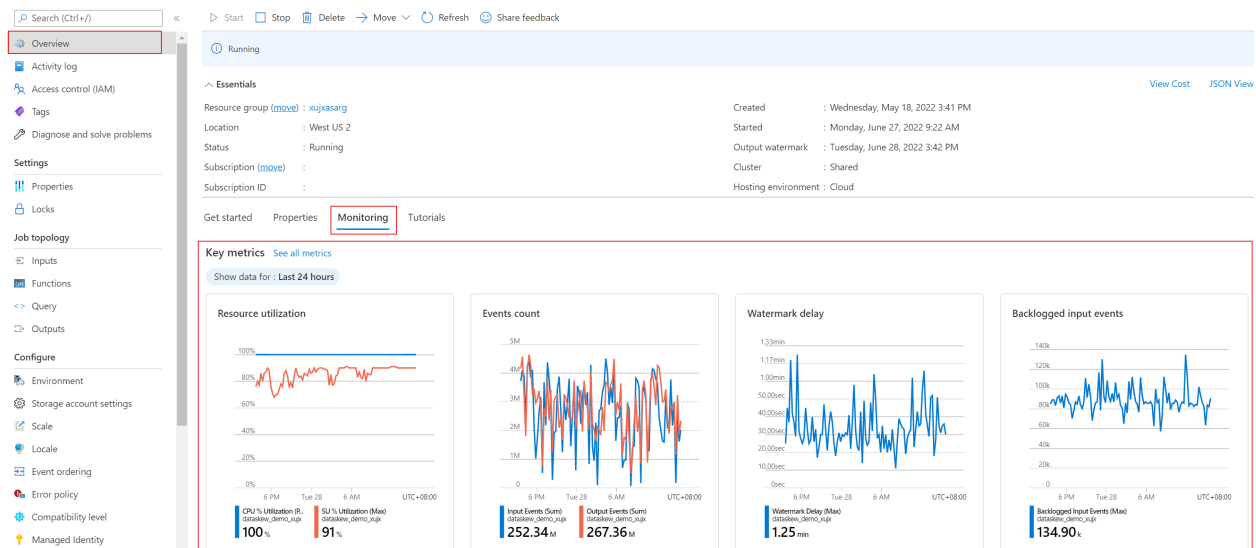 Search (Ctrl+/)
«
Start Stop Delete Move Refresh Share feedback
Overview
Activity log
Access control (IAM)
Tags
Diagnose and solve problems
Settings
Properties
Locks
Job topology
Inputs
Functions
Query
Outputs
Configure
Environment
Storage account settings
Scale
Locale
Event ordering
Error policy
Compatibility level
Managed Identity
Running
Essentials
View Cost JSON View
Resource group (move) : xujxasarg
Location : West US 2
Status : Running
Subscription (move) :
Subscription ID :
Created : Wednesday, May 18, 2022 3:41 PM
Started : Monday, June 27, 2022 9:22 AM
Output watermark : Tuesday, June 28, 2022 3:42 PM
Cluster : Shared
Hosting environment : Cloud
Get started Properties Monitoring Tutorials
Key metrics See all metrics
Show data for : Last 24 hours
Resource utilization
100%
80%
60%
40%
20%
0%
6 PM Tue 28 6 AM UTC+08:00
CPU % Utilization (P.. SU % Utilization (Max)
dataskew_demo_xujx dataskew_demo_xujx
100 % 91 %
Events count
5M
4M
3M
2M
1M
0
6 PM Tue 28 6 AM UTC+08:00
Input Events (Sum) Output Events (Sum)
dataskew_demo_xujx dataskew_demo_xujx
252.34 M 267.36 M
Watermark delay
1.33min
1.17min
1.00min
50.00sec
40.00sec
30.00sec
20.00sec
10.00sec
0sec
6 PM Tue 28 6 AM UTC+08:00
Watermark Delay (Max)
dataskew_demo_xujx
1.25 min
Backlogged input events
140k
120k
100k
80k
60k
40k
20k
0
6 PM Tue 28 6 AM UTC+08:00
Backlogged Input Events (Max)
dataskew_demo_xujx
134.90 k